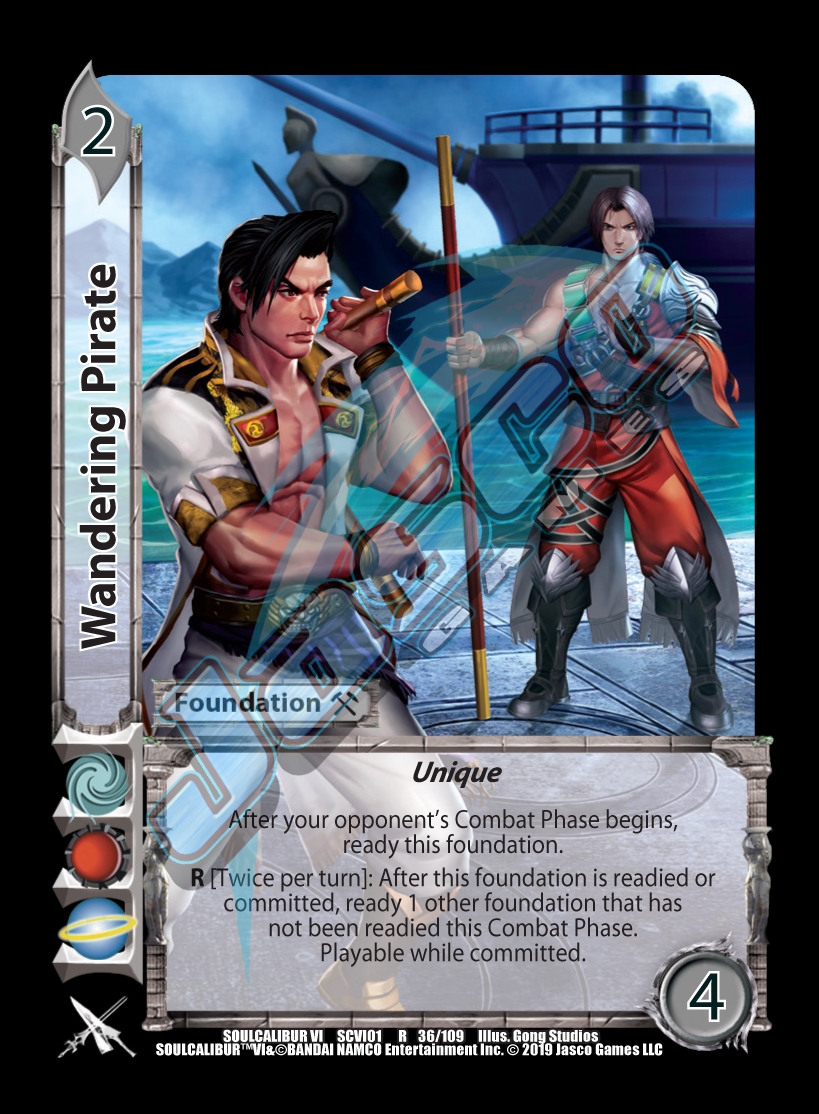 2
Wandering Pirate
Foundation
Unique
After your opponent's Combat Phase begins,
ready this foundation.
R [Twice per turn]: After this foundation is readied or
committed, ready 1 other foundation that has
not been readied this Combat Phase.
Playable while committed.
4
SOULCALIBUR VI SCVI01 R 36/109 Illus. Gong Studios
SOULCALIBUR™VI&©BANDAI NAMCO Entertainment Inc. © 2019 Jasco Games LLC
JASCO
GAMES